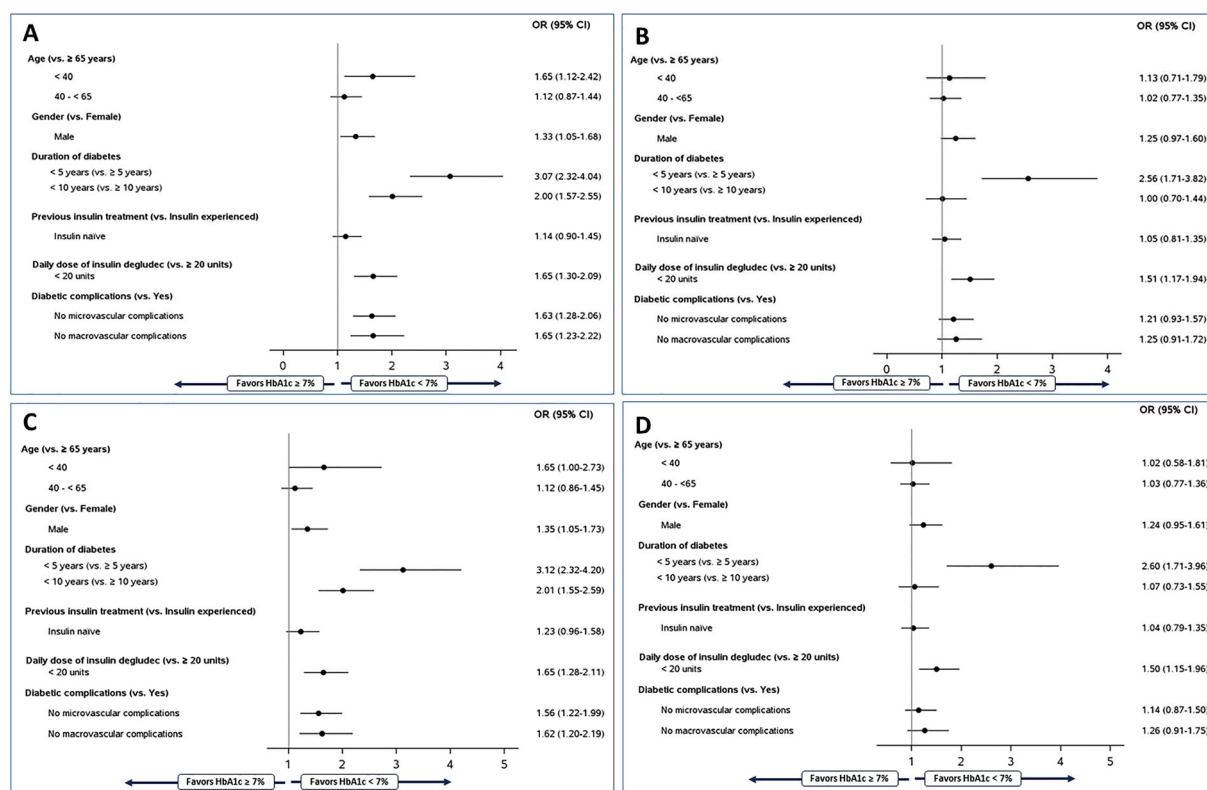 A
OR (95% CI)
Age (vs. ≥ 65 years)
< 40 1.65 (1.12-2.42)
40 - < 65 1.12 (0.87-1.44)
Gender (vs. Female)
Male 1.33 (1.05-1.68)
Duration of diabetes
< 5 years (vs. ≥ 5 years) 3.07 (2.32-4.04)
< 10 years (vs. ≥ 10 years) 2.00 (1.57-2.55)
Previous insulin treatment (vs. Insulin experienced)
Insulin naïve 1.14 (0.90-1.45)
Daily dose of insulin degludec (vs. ≥ 20 units)
< 20 units 1.65 (1.30-2.09)
Diabetic complications (vs. Yes)
No microvascular complications 1.63 (1.28-2.06)
No macrovascular complications 1.65 (1.23-2.22)
0 1 2 3 4
Favors HbA1c ≥ 7% Favors HbA1c < 7%
B
OR (95% CI)
Age (vs. ≥ 65 years)
< 40 1.13 (0.71-1.79)
40 - <65 1.02 (0.77-1.35)
Gender (vs. Female)
Male 1.25 (0.97-1.60)
Duration of diabetes
< 5 years (vs. ≥ 5 years) 2.56 (1.71-3.82)
< 10 years (vs. ≥ 10 years) 1.00 (0.70-1.44)
Previous insulin treatment (vs. Insulin experienced)
Insulin naïve 1.05 (0.81-1.35)
Daily dose of insulin degludec (vs. ≥ 20 units)
< 20 units 1.51 (1.17-1.94)
Diabetic complications (vs. Yes)
No microvascular complications 1.21 (0.93-1.57)
No macrovascular complications 1.25 (0.91-1.72)
0 1 2 3 4
Favors HbA1c ≥ 7% Favors HbA1c < 7%
C
OR (95% CI)
Age (vs. ≥ 65 years)
< 40 1.65 (1.00-2.73)
40 - < 65 1.12 (0.86-1.45)
Gender (vs. Female)
Male 1.35 (1.05-1.73)
Duration of diabetes
< 5 years (vs. ≥ 5 years) 3.12 (2.32-4.20)
< 10 years (vs. ≥ 10 years) 2.01 (1.55-2.59)
Previous insulin treatment (vs. Insulin experienced)
Insulin naïve 1.23 (0.96-1.58)
Daily dose of insulin degludec (vs. ≥ 20 units)
< 20 units 1.65 (1.28-2.11)
Diabetic complications (vs. Yes)
No microvascular complications 1.56 (1.22-1.99)
No macrovascular complications 1.62 (1.20-2.19)
1 2 3 4 5
Favors HbA1c ≥ 7% Favors HbA1c < 7%
D
OR (95% CI)
Age (vs. ≥ 65 years)
< 40 1.02 (0.58-1.81)
40 - <65 1.03 (0.77-1.36)
Gender (vs. Female)
Male 1.24 (0.95-1.61)
Duration of diabetes
< 5 years (vs. ≥ 5 years) 2.60 (1.71-3.96)
< 10 years (vs. ≥ 10 years) 1.07 (0.73-1.55)
Previous insulin treatment (vs. Insulin experienced)
Insulin naïve 1.04 (0.79-1.35)
Daily dose of insulin degludec (vs. ≥ 20 units)
< 20 units 1.50 (1.15-1.96)
Diabetic complications (vs. Yes)
No microvascular complications 1.14 (0.87-1.50)
No macrovascular complications 1.26 (0.91-1.75)
1 2 3 4 5
Favors HbA1c ≥ 7% Favors HbA1c < 7%